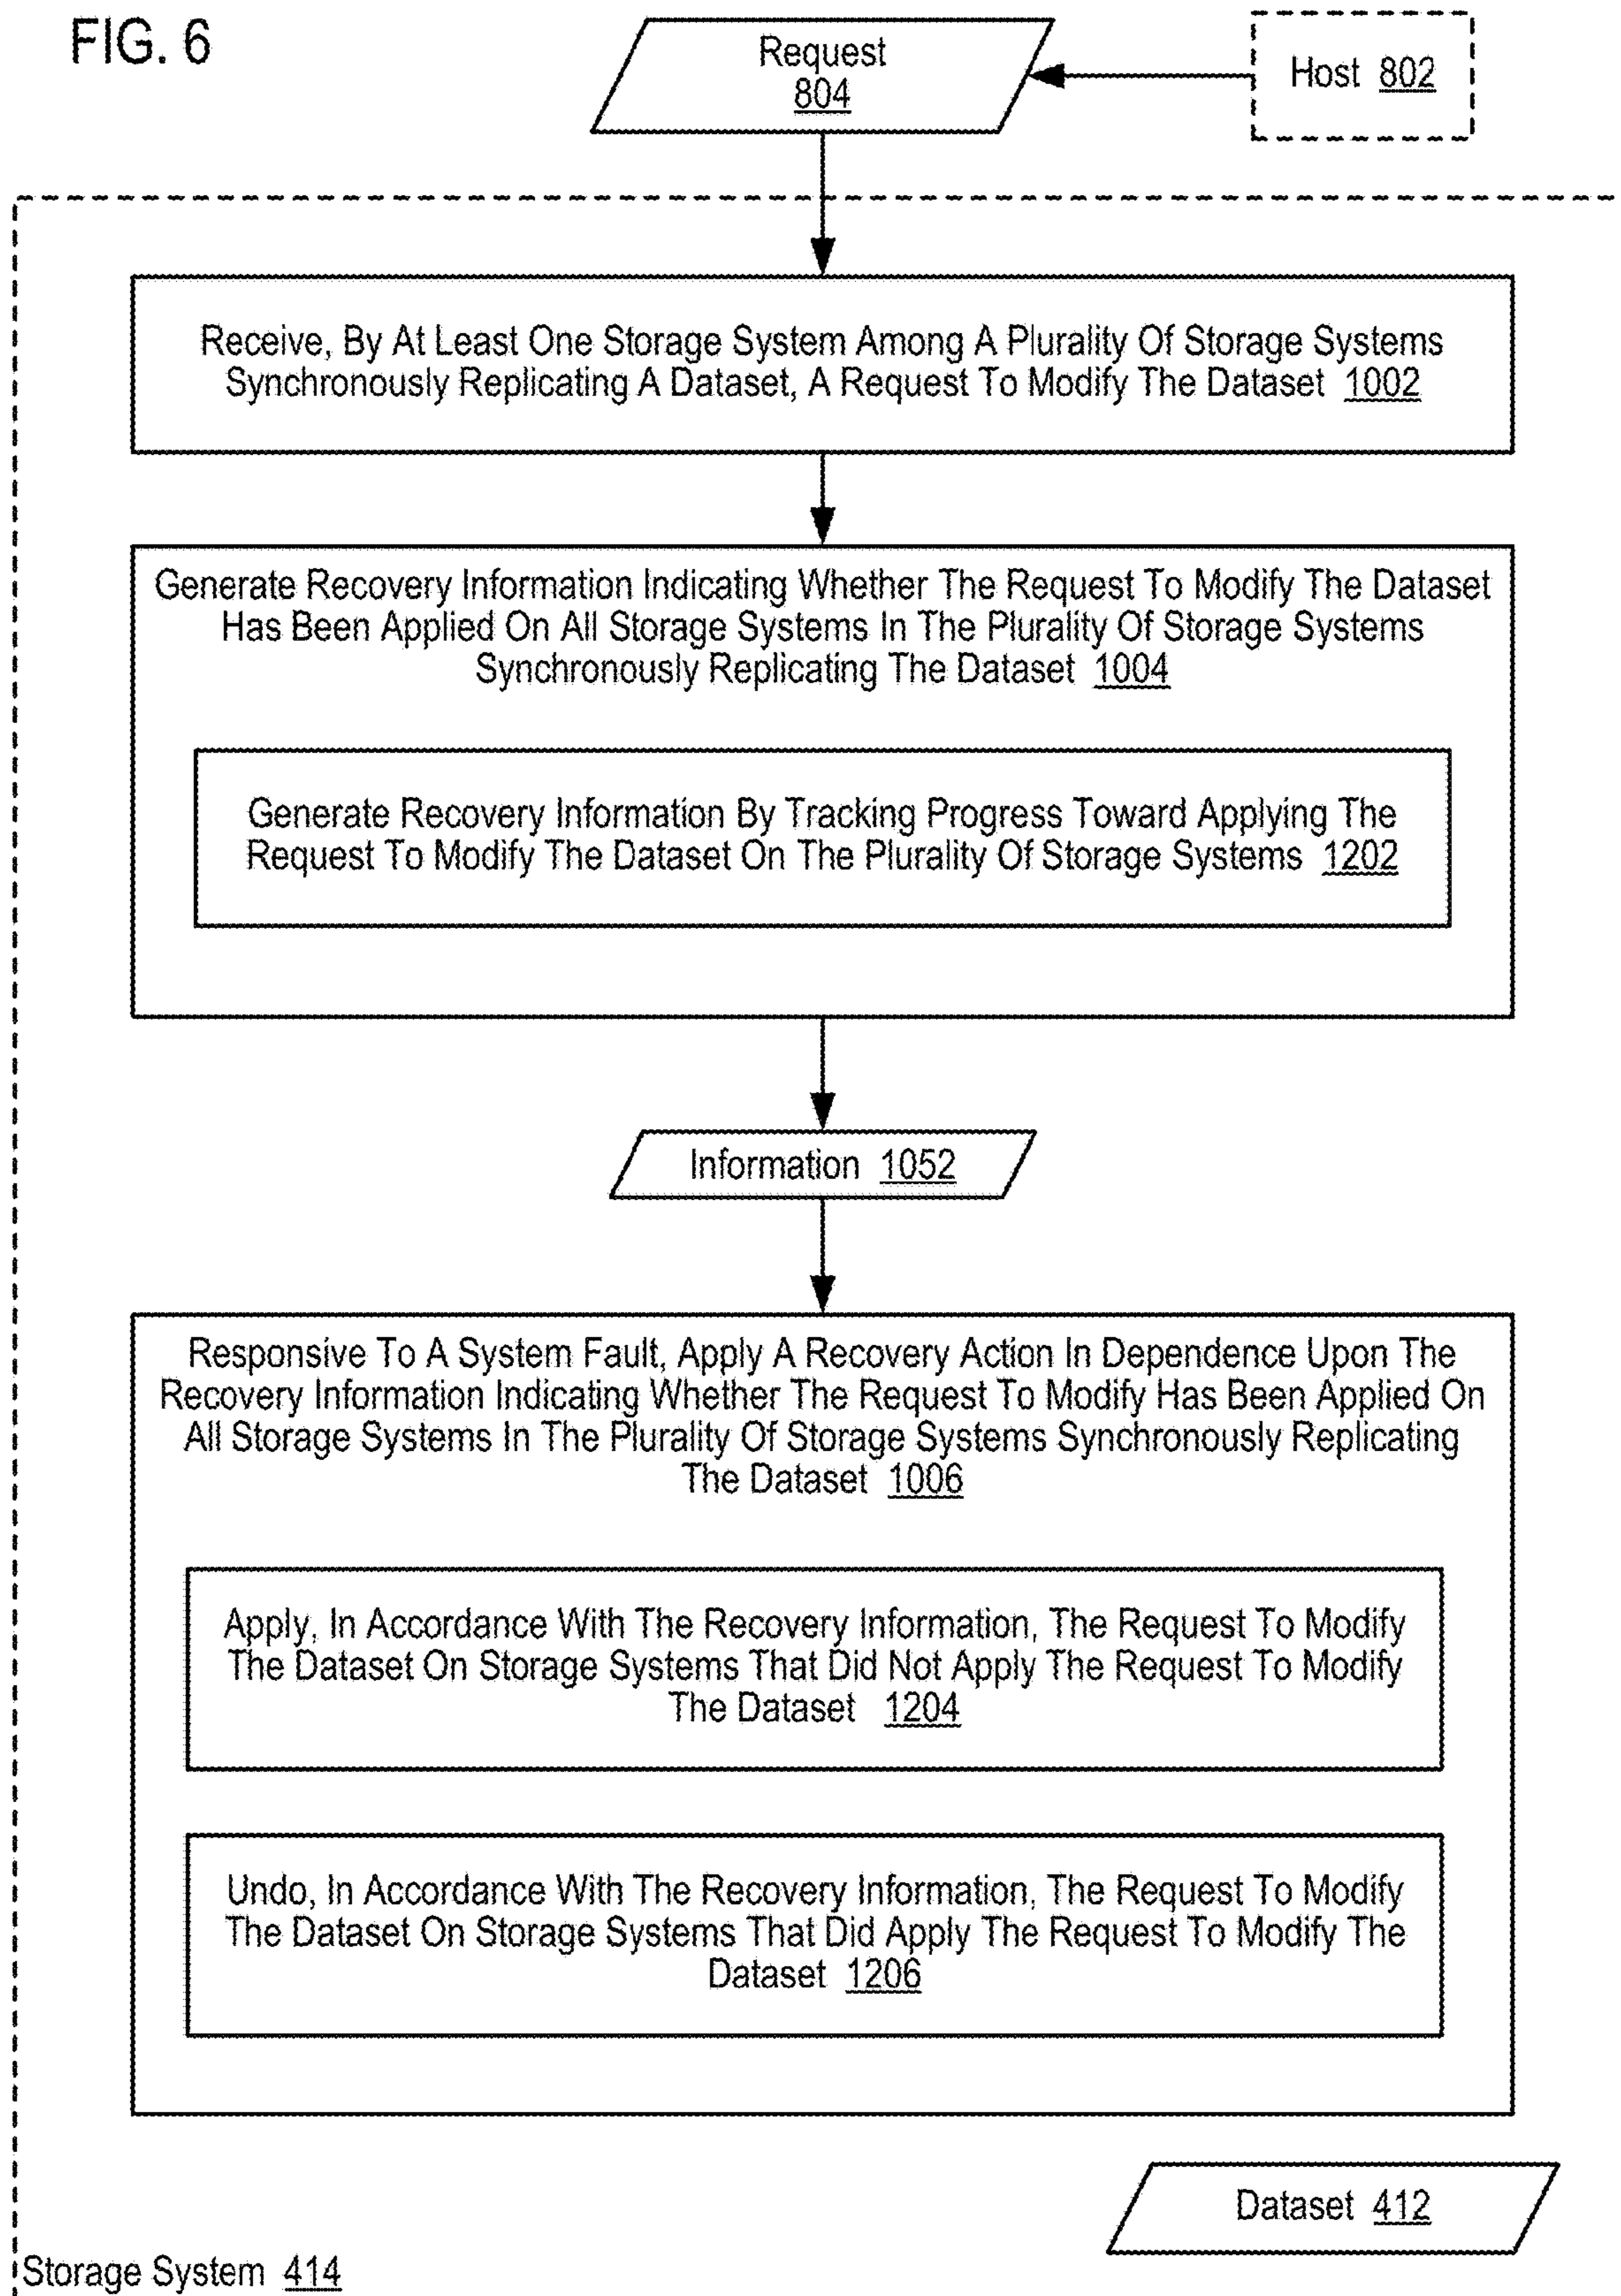 FIG. 6
Request
804
Host 802
Receive, By At Least One Storage System Among A Plurality Of Storage Systems
Synchronously Replicating A Dataset, A Request To Modify The Dataset 1002
Generate Recovery Information Indicating Whether The Request To Modify The Dataset
Has Been Applied On All Storage Systems In The Plurality Of Storage Systems
Synchronously Replicating The Dataset 1004
Generate Recovery Information By Tracking Progress Toward Applying The
Request To Modify The Dataset On The Plurality Of Storage Systems 1202
Information 1052
Responsive To A System Fault, Apply A Recovery Action In Dependence Upon The
Recovery Information Indicating Whether The Request To Modify Has Been Applied On
All Storage Systems In The Plurality Of Storage Systems Synchronously Replicating
The Dataset 1006
Apply, In Accordance With The Recovery Information, The Request To Modify
The Dataset On Storage Systems That Did Not Apply The Request To Modify
The Dataset 1204
Undo, In Accordance With The Recovery Information, The Request To Modify
The Dataset On Storage Systems That Did Apply The Request To Modify The
Dataset 1206
Dataset 412
Storage System 414